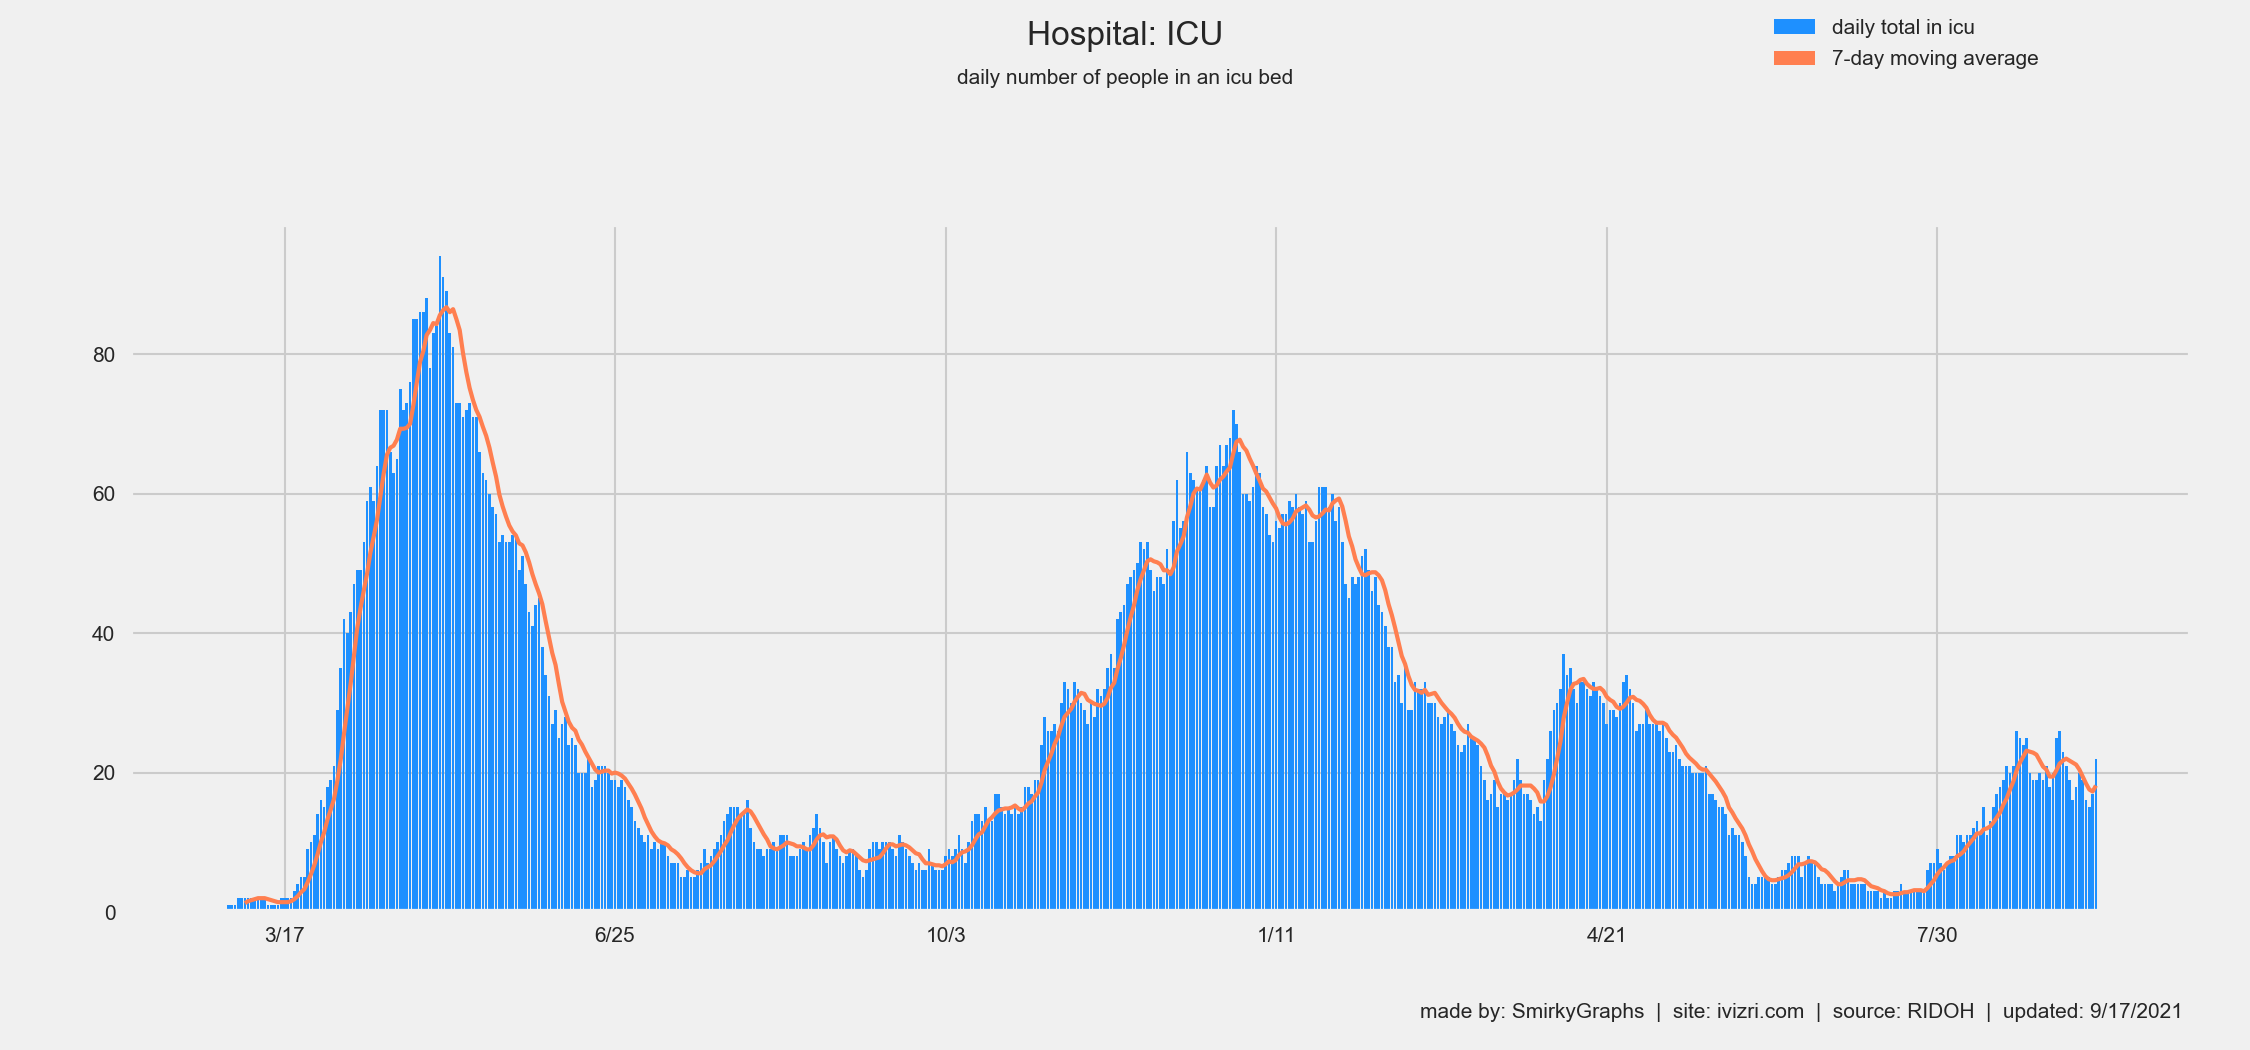 Hospital: ICU
daily number of people in an icu bed
daily total in icu
7-day moving average
80
60
40
20
0
3/17 6/25 10/3 1/11 4/21 7/30
made by: SmirkyGraphs | site: ivizri.com | source: RIDOH | updated: 9/17/2021